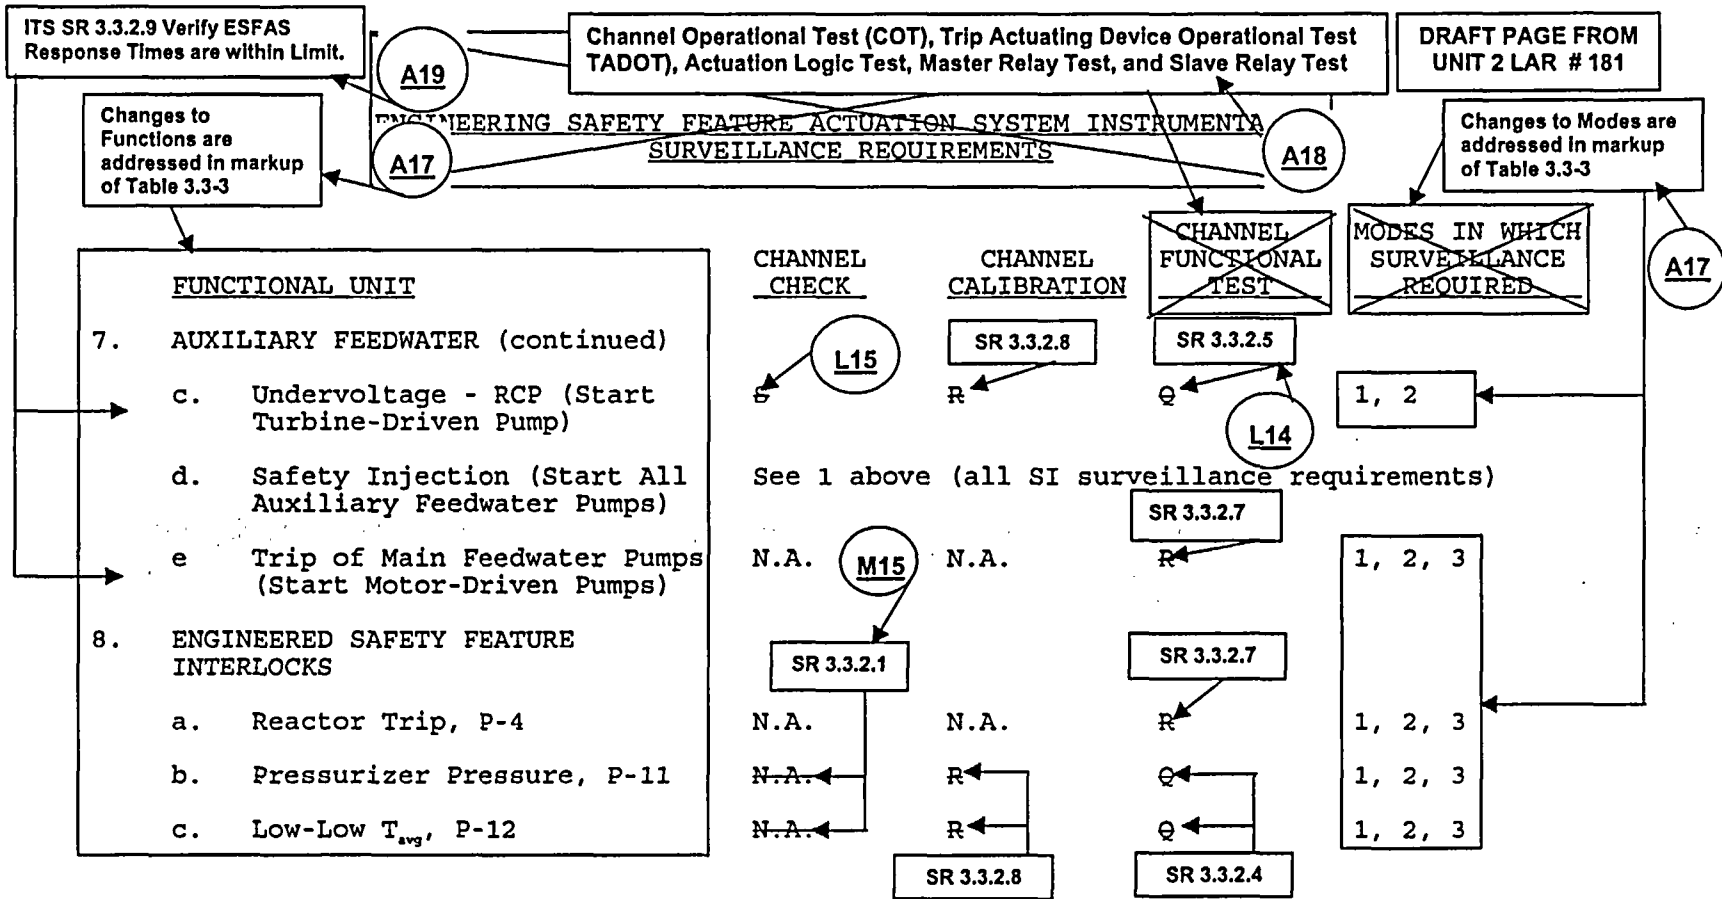 ITS SR 3.3.2.9 Verify ESFAS
Response Times are within Limit.
A19
Channel Operational Test (COT), Trip Actuating Device Operational Test
TADOT), Actuation Logic Test, Master Relay Test, and Slave Relay Test
DRAFT PAGE FROM
UNIT 2 LAR # 181
Changes to
Functions are
addressed in markup
of Table 3.3-3
A17
ENGINEERING SAFETY FEATURE ACTUATION SYSTEM INSTRUMENTA
SURVEILLANCE REQUIREMENTS
A18
Changes to Modes are
addressed in markup
of Table 3.3-3
A17
FUNCTIONAL UNIT
CHANNEL
CHECK
CHANNEL
CALIBRATION
CHANNEL
FUNCTIONAL
TEST
MODES IN WHICH
SURVEILLANCE
REQUIRED
7. AUXILIARY FEEDWATER (continued)
L15
SR 3.3.2.8
SR 3.3.2.5
c. Undervoltage - RCP (Start S R Q 1, 2
Turbine-Driven Pump)
L14
d. Safety Injection (Start All See 1 above (all SI surveillance requirements)
Auxiliary Feedwater Pumps)
SR 3.3.2.7
e Trip of Main Feedwater Pumps N.A. M15 N.A. R 1, 2, 3
(Start Motor-Driven Pumps)
8. ENGINEERED SAFETY FEATURE
INTERLOCKS
SR 3.3.2.1
SR 3.3.2.7
a. Reactor Trip, P-4 N.A. N.A. R 1, 2, 3
b. Pressurizer Pressure, P-11 N.A. R Q 1, 2, 3
c. Low-Low Tavg, P-12 N.A. R Q 1, 2, 3
SR 3.3.2.8
SR 3.3.2.4